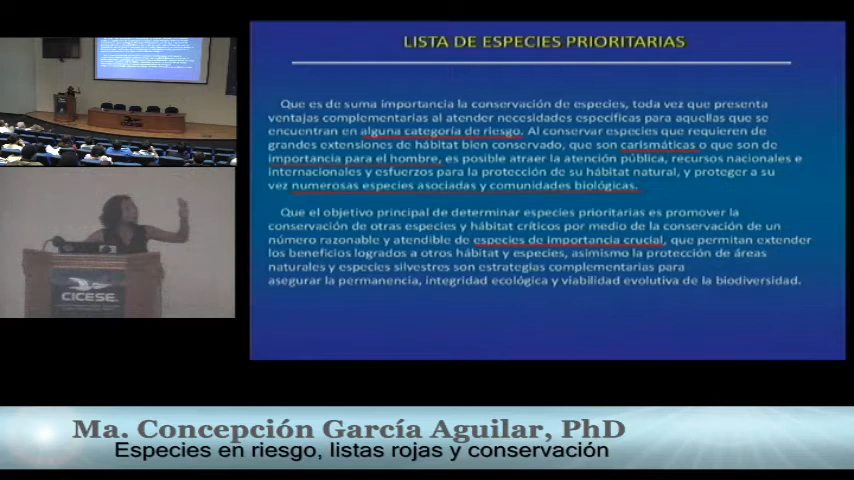 LISTA DE ESPECIES PRIORITARIAS
Que es de suma importancia la conservación de especies, toda vez que presenta
ventajas complementarias al atender necesidades específicas para aquellas que se
encuentran en alguna categoría de riesgo. Al conservar especies que requieren de
grandes extensiones de hábitat bien conservado, que son carismáticas o que son de
importancia para el hombre, es posible atraer la atención pública, recursos nacionales e
internacionales y esfuerzos para la protección de su hábitat natural, y proteger a su
vez numerosas especies asociadas y comunidades biológicas.
Que el objetivo principal de determinar especies prioritarias es promover la
conservación de otras especies y hábitat críticos por medio de la conservación de un
número razonable y atendible de especies de importancia crucial, que permitan extender
los beneficios logrados a otros hábitat y especies, asimismo la protección de áreas
naturales y especies silvestres son estrategias complementarias para
asegurar la permanencia, integridad ecológica y viabilidad evolutiva de la biodiversidad.
CICESE
Ma. Concepción García Aguilar, PhD
Especies en riesgo, listas rojas y conservación